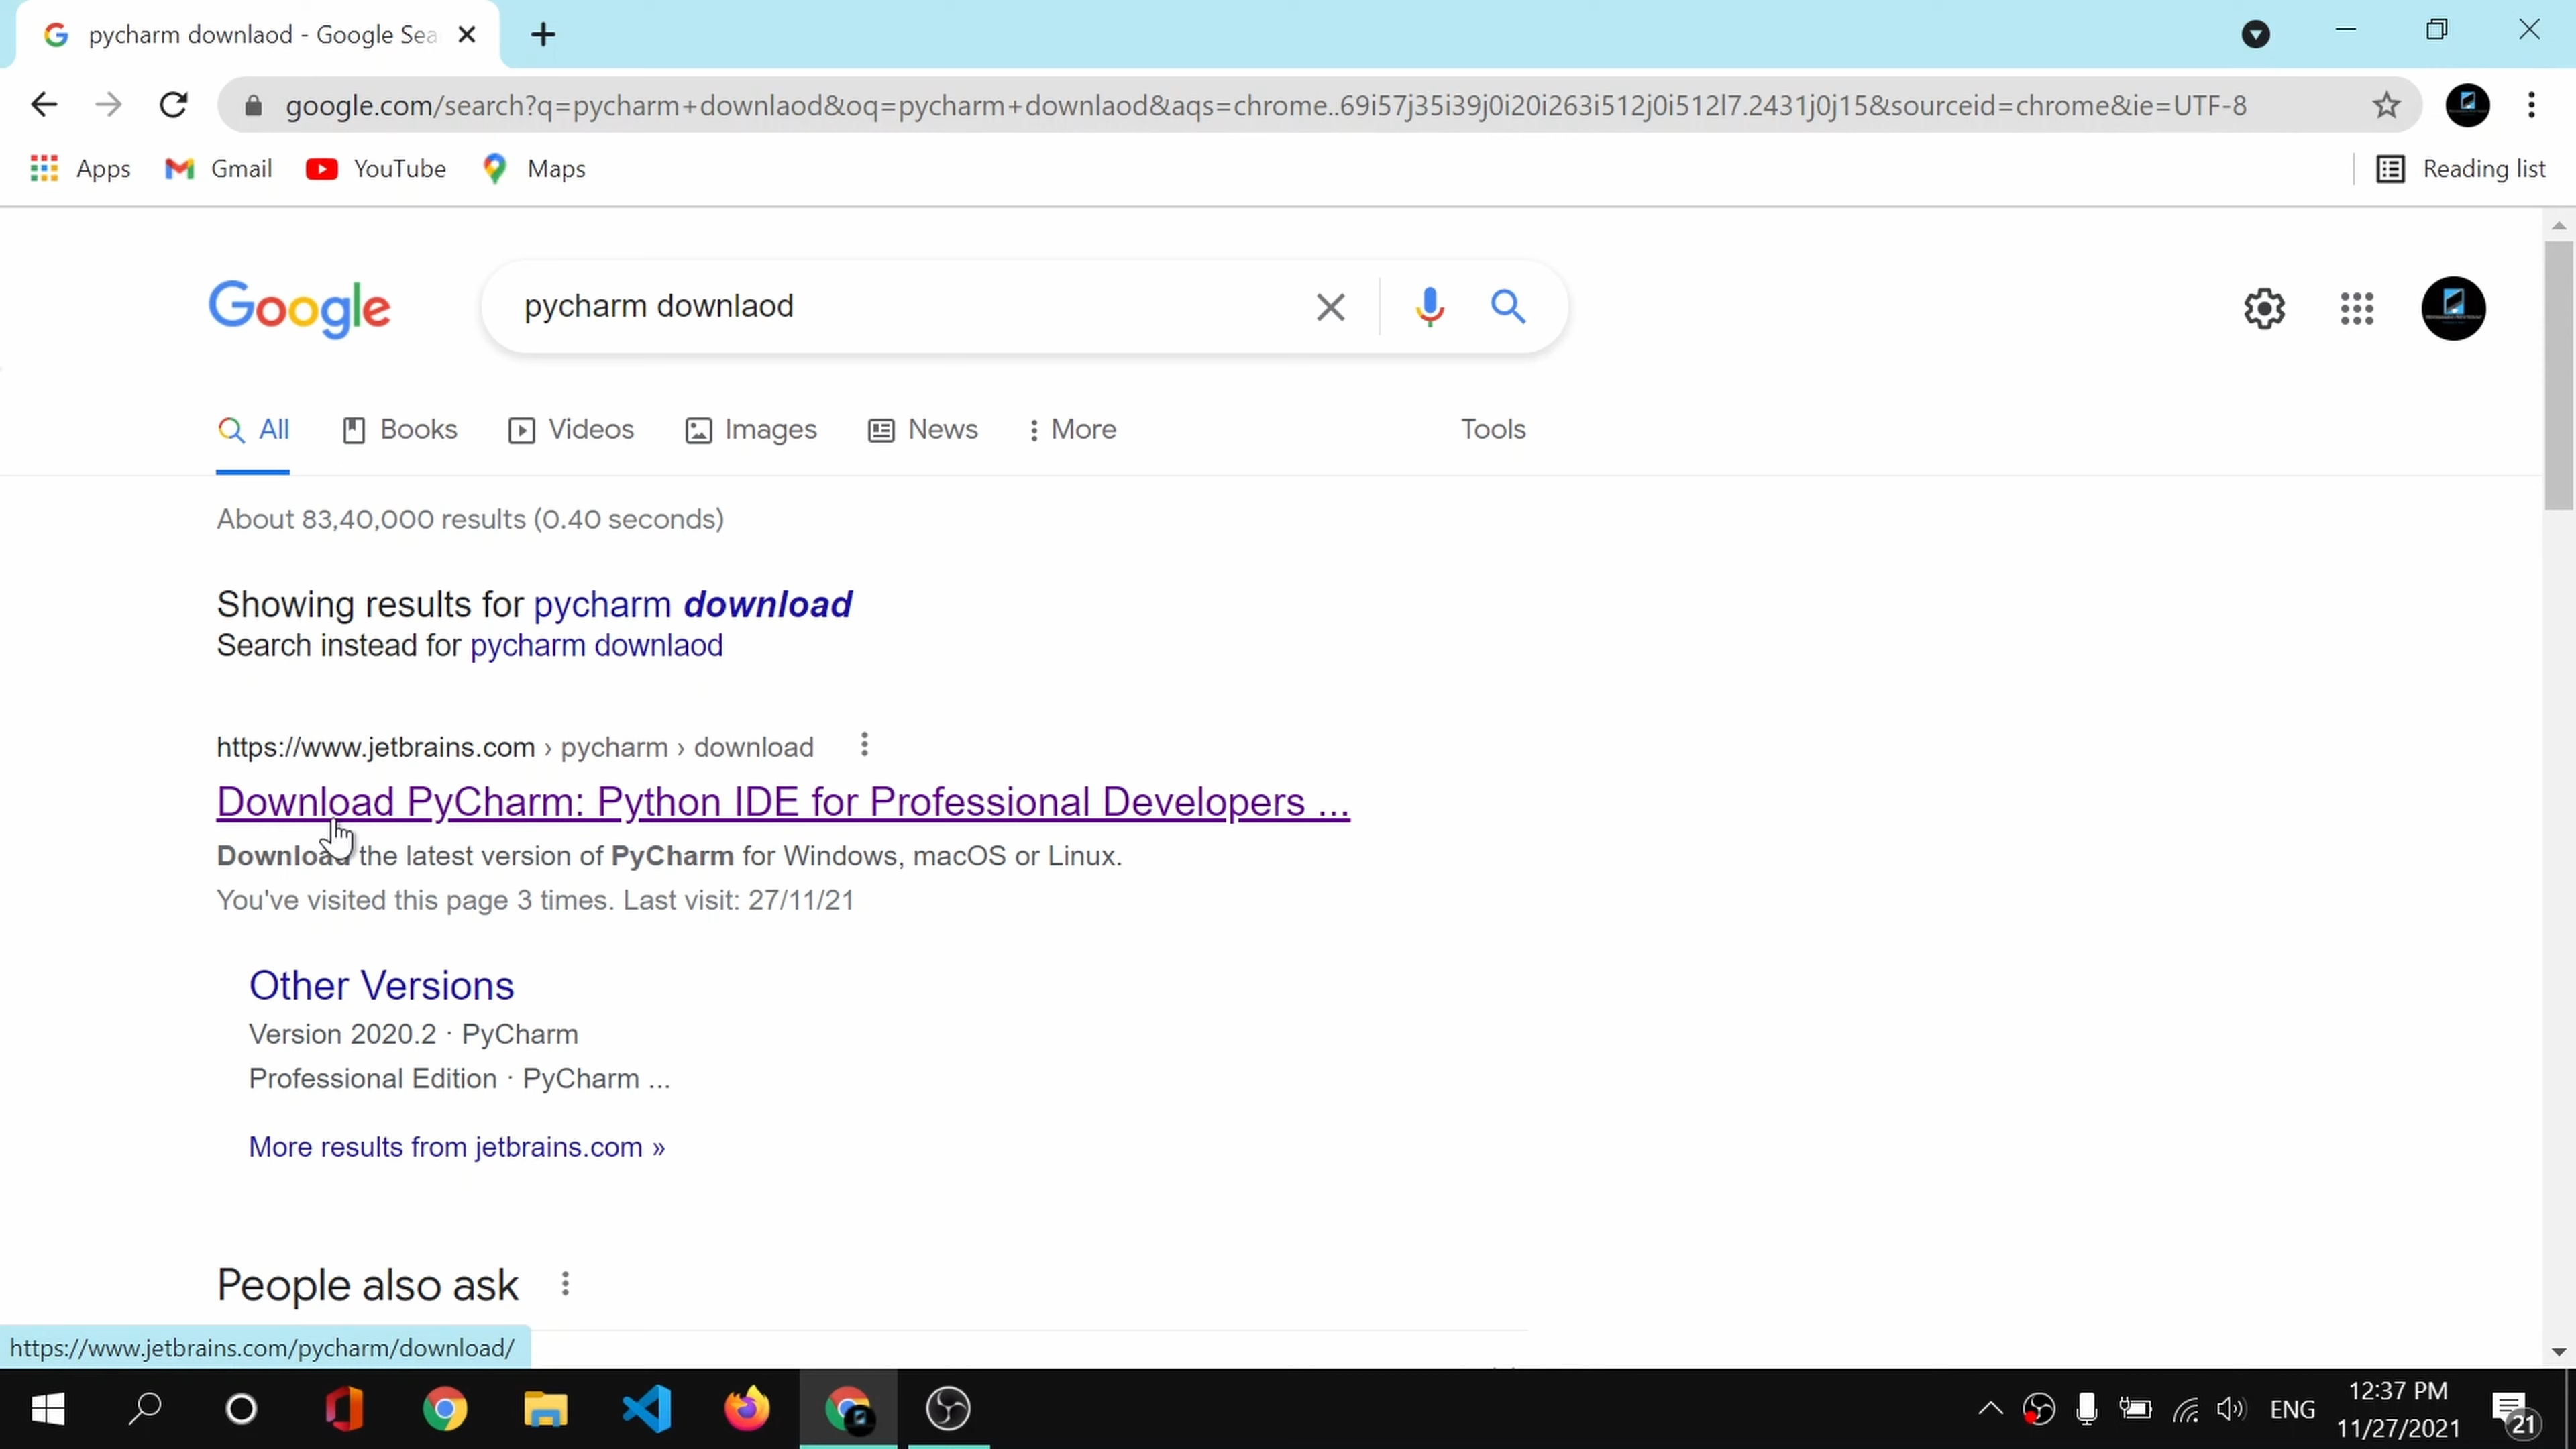 pycharm downlaod - Google Sea
google.com/search?q=pycharm+downlaod&oq=pycharm+downlaod&aqs=chrome..69i57j35i39j0i20i263i512j0i512l7.2431j0j15&sourceid=chrome&ie=UTF-8
Apps Gmail YouTube Maps Reading list
Google pycharm downlaod
All Books Videos Images News More Tools
About 83,40,000 results (0.40 seconds)
Showing results for pycharm download
Search instead for pycharm downlaod
https://www.jetbrains.com › pycharm › download
Download PyCharm: Python IDE for Professional Developers ...
Download the latest version of PyCharm for Windows, macOS or Linux.
You've visited this page 3 times. Last visit: 27/11/21
Other Versions
Version 2020.2 · PyCharm
Professional Edition · PyCharm ...
More results from jetbrains.com »
People also ask
https://www.jetbrains.com/pycharm/download/
ENG 12:37 PM
11/27/2021 21